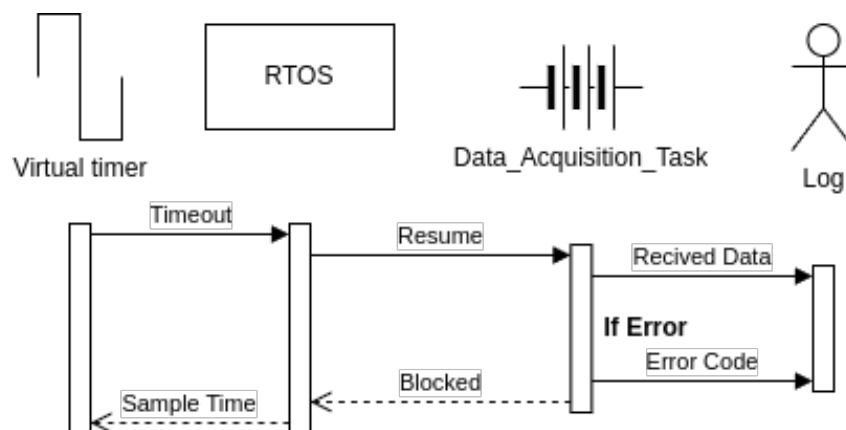 RTOS
Virtual timer
Data_Acquisition_Task
Log
Timeout
Resume
Recived Data
If Error
Error Code
Blocked
Sample Time